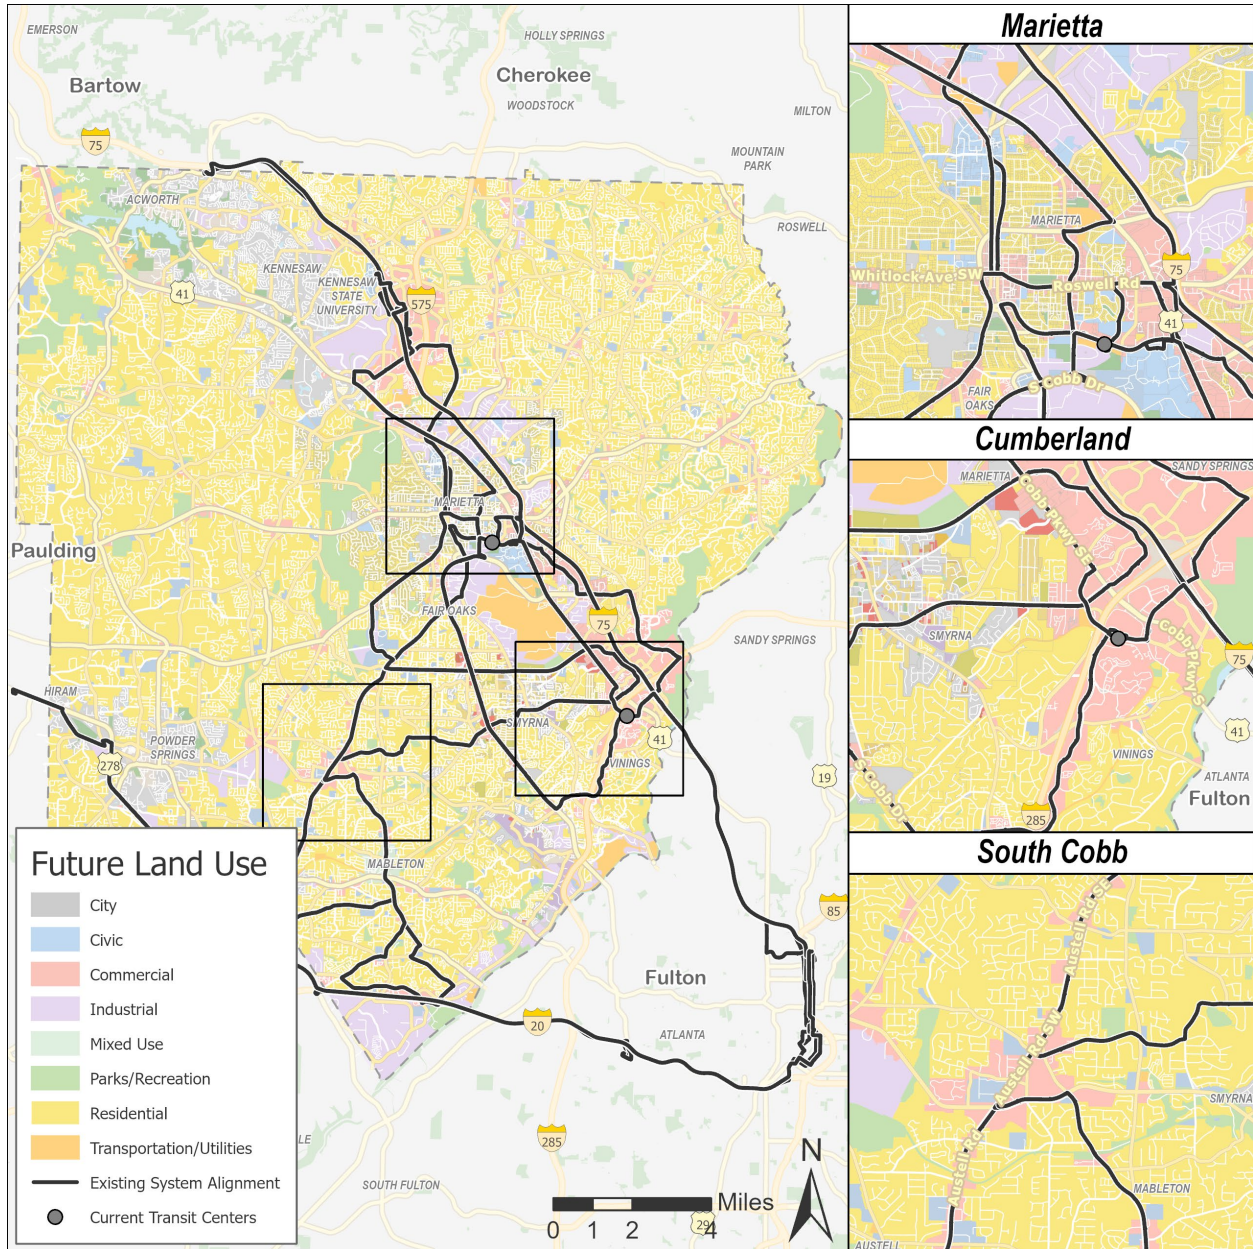 EMERSON
HOLLY SPRINGS
Bartow
Cherokee
WOODSTOCK
MILTON
75
MOUNTAIN
PARK
ACWORTH
ROSWELL
KENNESAW
KENNESAW
STATE
UNIVERSITY
41
575
MARIETTA
Paulding
FAIR OAKS
75
SANDY SPRINGS
HIRAM
SMYRNA
41
POWDER
SPRINGS
278
VININGS
19
MABLETON
85
Fulton
20
ATLANTA
285
LE
SOUTH FULTON
29
N
Miles
0 1 2 4
Future Land Use
City
Civic
Commercial
Industrial
Mixed Use
Parks/Recreation
Residential
Transportation/Utilities
Existing System Alignment
Current Transit Centers
Marietta
MARIETTA
Whitlock Ave SW
Roswell Rd
75
41
FAIR
OAKS
S Cobb Dr
Cumberland
MARIETTA
SANDY SPRINGS
Cobb Pkwy SE
SMYRNA
Cobb Pkwy S
75
41
VININGS
ATLANTA
S Cobb Dr
285
Fulton
South Cobb
Austell Rd SE
Austell Rd SW
SMYRNA
Austell Rd
MABLETON
AUSTELL